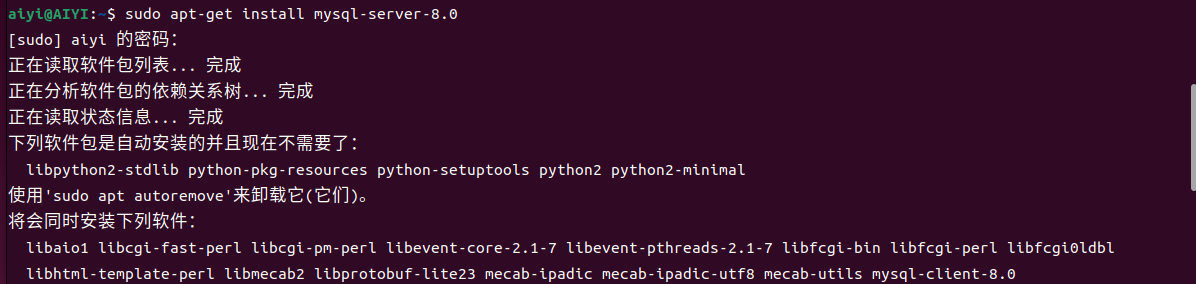 aiyi@AIYI:~$ sudo apt-get install mysql-server-8.0
[sudo] aiyi 的密码：
正在读取软件包列表... 完成
正在分析软件包的依赖关系树... 完成
正在读取状态信息... 完成
下列软件包是自动安装的并且现在不需要了：
  libpython2-stdlib python-pkg-resources python-setuptools python2 python2-minimal
使用'sudo apt autoremove'来卸载它(它们)。
将会同时安装下列软件：
  libaio1 libcgi-fast-perl libcgi-pm-perl libevent-core-2.1-7 libevent-pthreads-2.1-7 libfcgi-bin libfcgi-perl libfcgi0ldbl
  libhtml-template-perl libmecab2 libprotobuf-lite23 mecab-ipadic mecab-ipadic-utf8 mecab-utils mysql-client-8.0